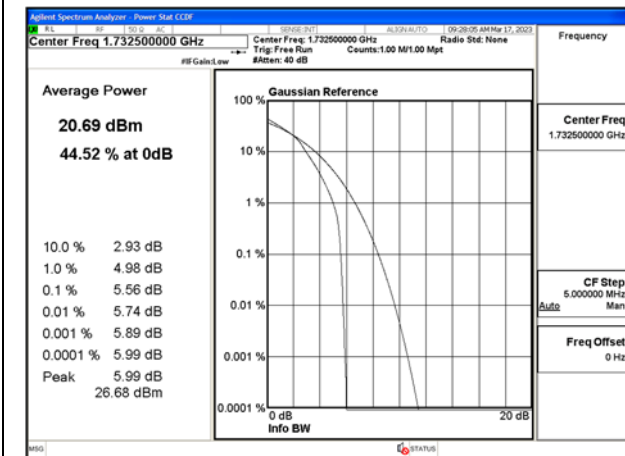 Agilent Spectrum Analyzer - Power Stat CCDF
RL RF 50 Ω AC SENSE:INT ALIGN AUTO 09:28:05 AM Mar 17, 2023
Center Freq 1.732500000 GHz
Center Freq: 1.732500000 GHz Radio Std: None
Trig: Free Run Counts:1.00 M/1.00 Mpt
#IFGain:Low #Atten: 40 dB
Frequency
Average Power
20.69 dBm
44.52 % at 0dB
10.0 % 2.93 dB
1.0 % 4.98 dB
0.1 % 5.56 dB
0.01 % 5.74 dB
0.001 % 5.89 dB
0.0001 % 5.99 dB
Peak 5.99 dB
26.68 dBm
Gaussian Reference
100 %
10 %
1 %
0.1 %
0.01 %
0.001 %
0.0001 %
0 dB 20 dB
Info BW
Center Freq
1.732500000 GHz
CF Step
5.000000 MHz
Auto Man
Freq Offset
0 Hz
MSG STATUS